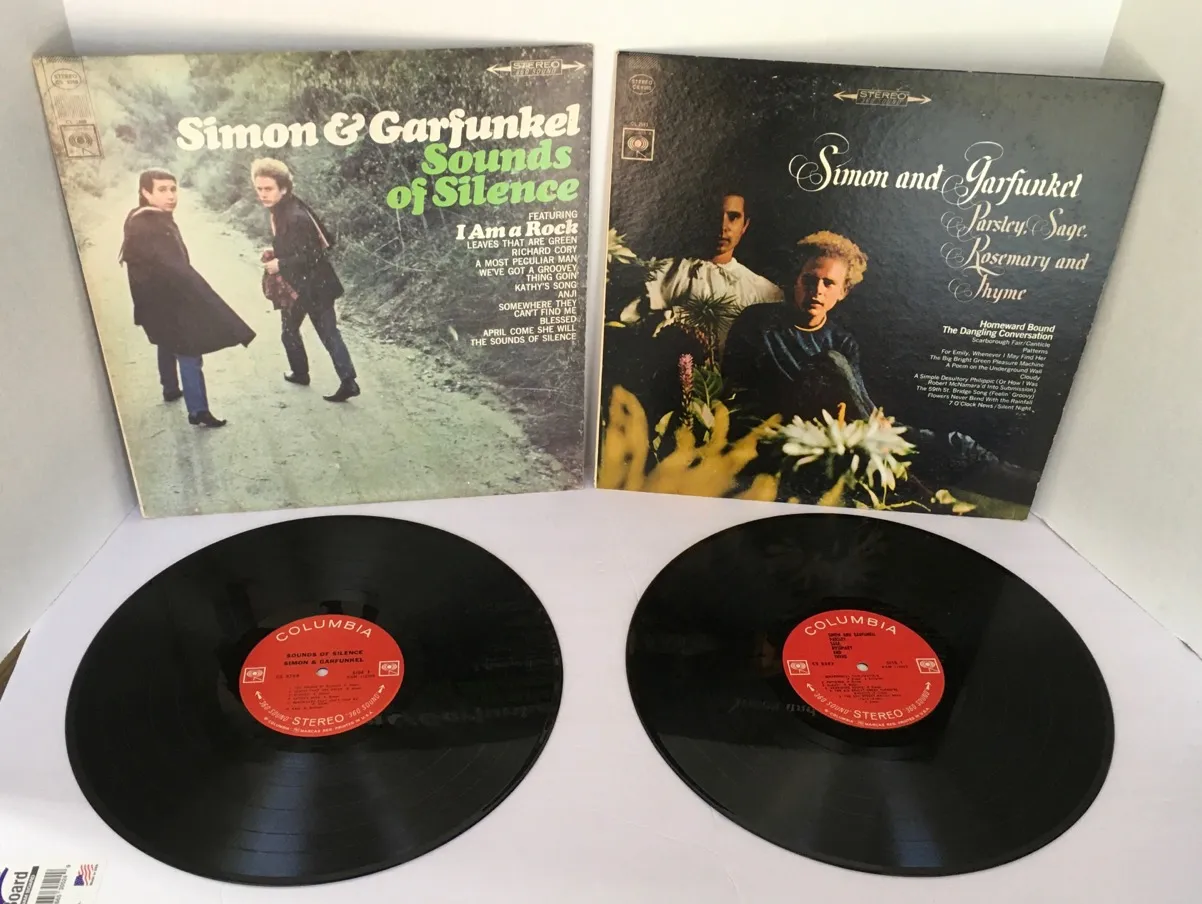 STEREO
360 SOUND
Simon & Garfunkel
Sounds
of Silence
FEATURING
I Am a Rock
LEAVES THAT ARE GREEN
RICHARD CORY
A MOST PECULIAR MAN
WE'VE GOT A GROOVEY
THING GOIN'
KATHY'S SONG
ANJI
SOMEWHERE THEY
CAN'T FIND ME
BLESSED
APRIL COME SHE WILL
THE SOUNDS OF SILENCE
STEREO
STEREO
360 SOUND
Simon and Garfunkel
Parsley, Sage,
Rosemary and
Thyme
Homeward Bound
The Dangling Conversation
Scarborough Fair/Canticle
Patterns
For Emily, Whenever I May Find Her
The Big Bright Green Pleasure Machine
A Poem on the Underground Wall
Cloudy
A Simple Desultory Philippic (Or How I Was
Robert McNamara'd Into Submission)
The 59th St. Bridge Song (Feelin' Groovy)
Flowers Never Bend With the Rainfall
7 O'Clock News/Silent Night
COLUMBIA
SOUNDS OF SILENCE
SIMON & GARFUNKEL
SIDE
"360 SOUND" STEREO "360 SOUND"
COLUMBIA
SIMON AND GARFUNKEL
PARSLEY,
SAGE,
ROSEMARY
AND
THYME
SIDE 1
"360 SOUND" STEREO "360 SOUND"
oard